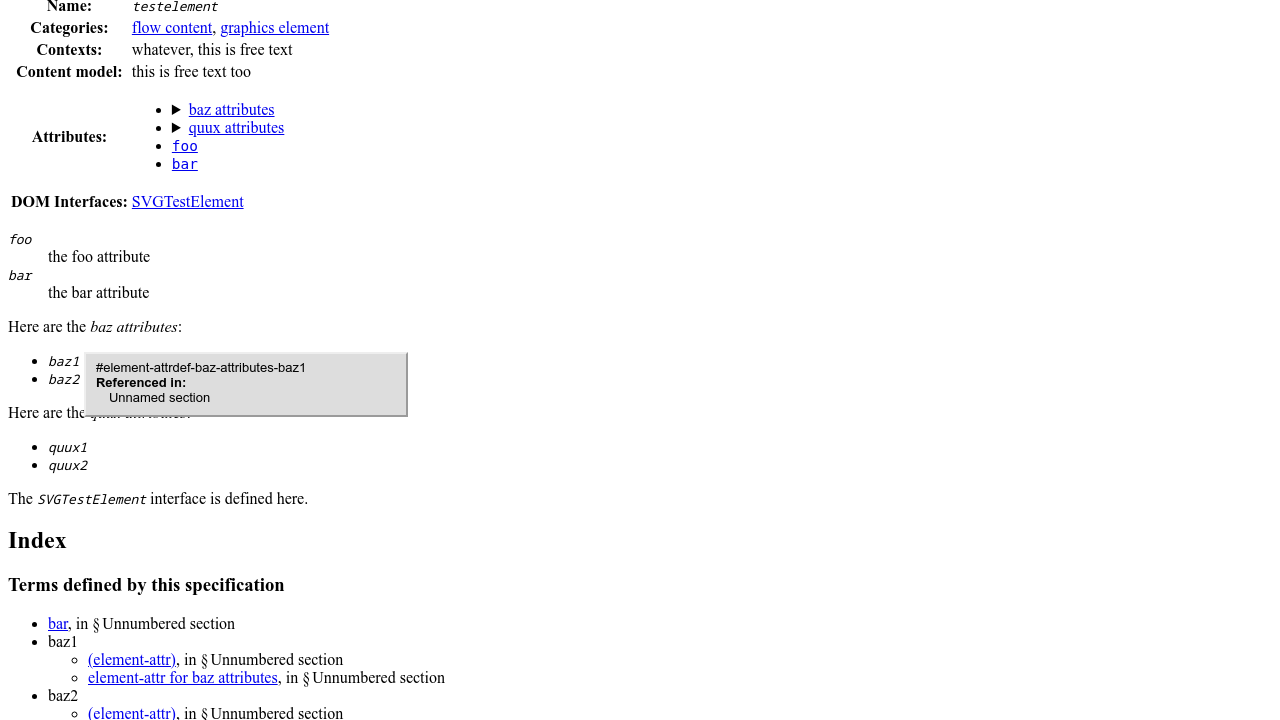 Name: testelement
Categories: flow content, graphics element
Contexts: whatever, this is free text
Content model: this is free text too
Attributes:
▶ baz attributes
▶ quux attributes
foo
bar
DOM Interfaces: SVGTestElement
foo
the foo attribute
bar
the bar attribute
Here are the baz attributes:
baz1
#element-attrdef-baz-attributes-baz1
Referenced in:
Unnamed section
baz2
Here are the
quux1
quux2
The SVGTestElement interface is defined here.
Index
Terms defined by this specification
bar, in § Unnumbered section
baz1
(element-attr), in § Unnumbered section
element-attr for baz attributes, in § Unnumbered section
baz2
(element-attr), in § Unnumbered section